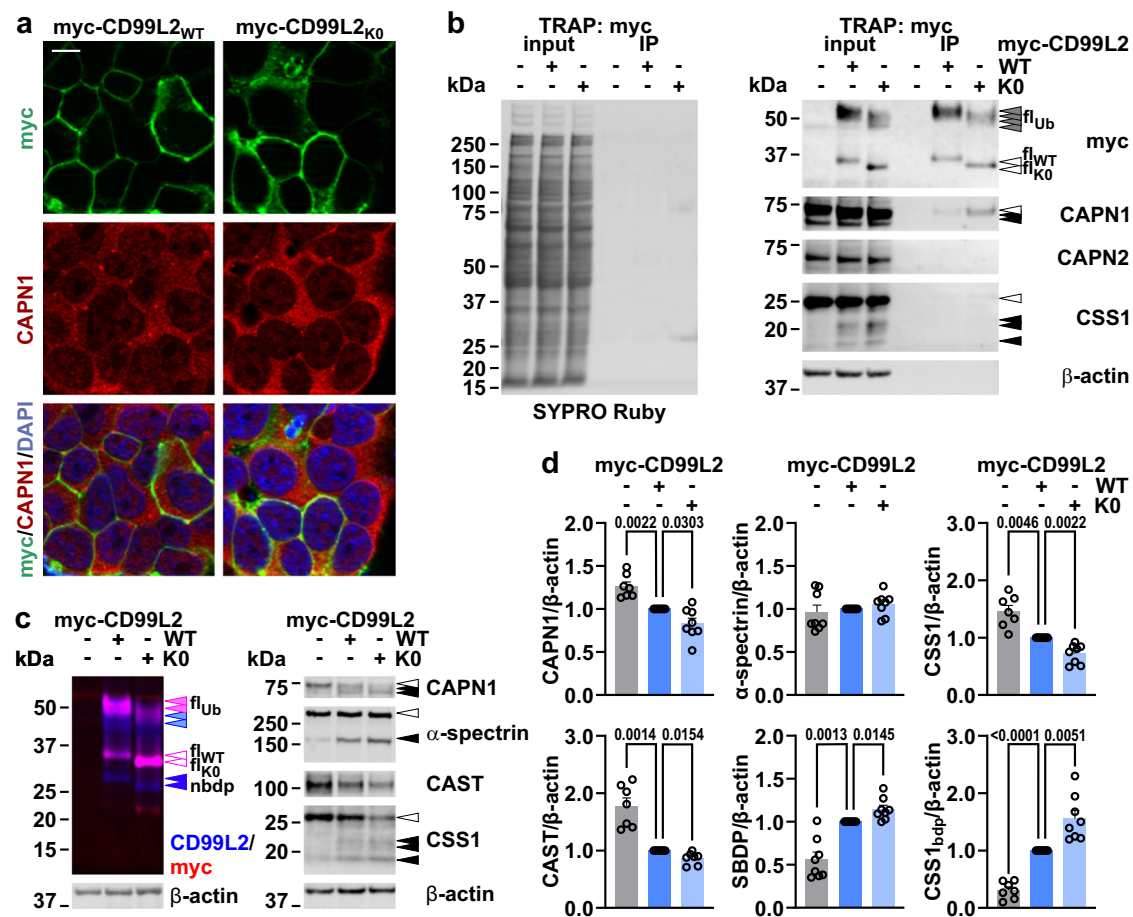 a
myc-CD99L2WT myc-CD99L2K0
myc
CAPN1
myc/CAPN1/DAPI
b
TRAP: myc
input IP
- + - - + -
- - + - - +
kDa
250
150
100
75
50
37
25
20
15
SYPRO Ruby
TRAP: myc
input IP myc-CD99L2
- + - - + - WT
- - + - - + K0
kDa
50
37
flUb
flWT
flK0
myc
75
CAPN1
75
CAPN2
25
20
CSS1
37
β-actin
c
myc-CD99L2
- + - WT
kDa - - + K0
50
37
25
20
15
flUb
flWT
flK0
nbdp
CD99L2/
myc
37
β-actin
myc-CD99L2
- + - WT
kDa - - + K0
75
CAPN1
250
150
α-spectrin
100
CAST
25
20
CSS1
37
β-actin
d
myc-CD99L2
- + -
- - +
CAPN1/β-actin
2.0
1.5
1.0
0.5
0.0
0.0022 0.0303
myc-CD99L2
- + -
- - +
α-spectrin/β-actin
2.0
1.5
1.0
0.5
0.0
myc-CD99L2
- + - WT
- - + K0
CSS1/β-actin
3.0
2.0
1.0
0.0
0.0046 0.0022
CAST/β-actin
3.0
2.0
1.0
0.0
0.0014 0.0154
SBDP/β-actin
2.0
1.5
1.0
0.5
0.0
0.0013 0.0145
CSS1bdp/β-actin
3.0
2.0
1.0
0.0
<0.0001 0.0051